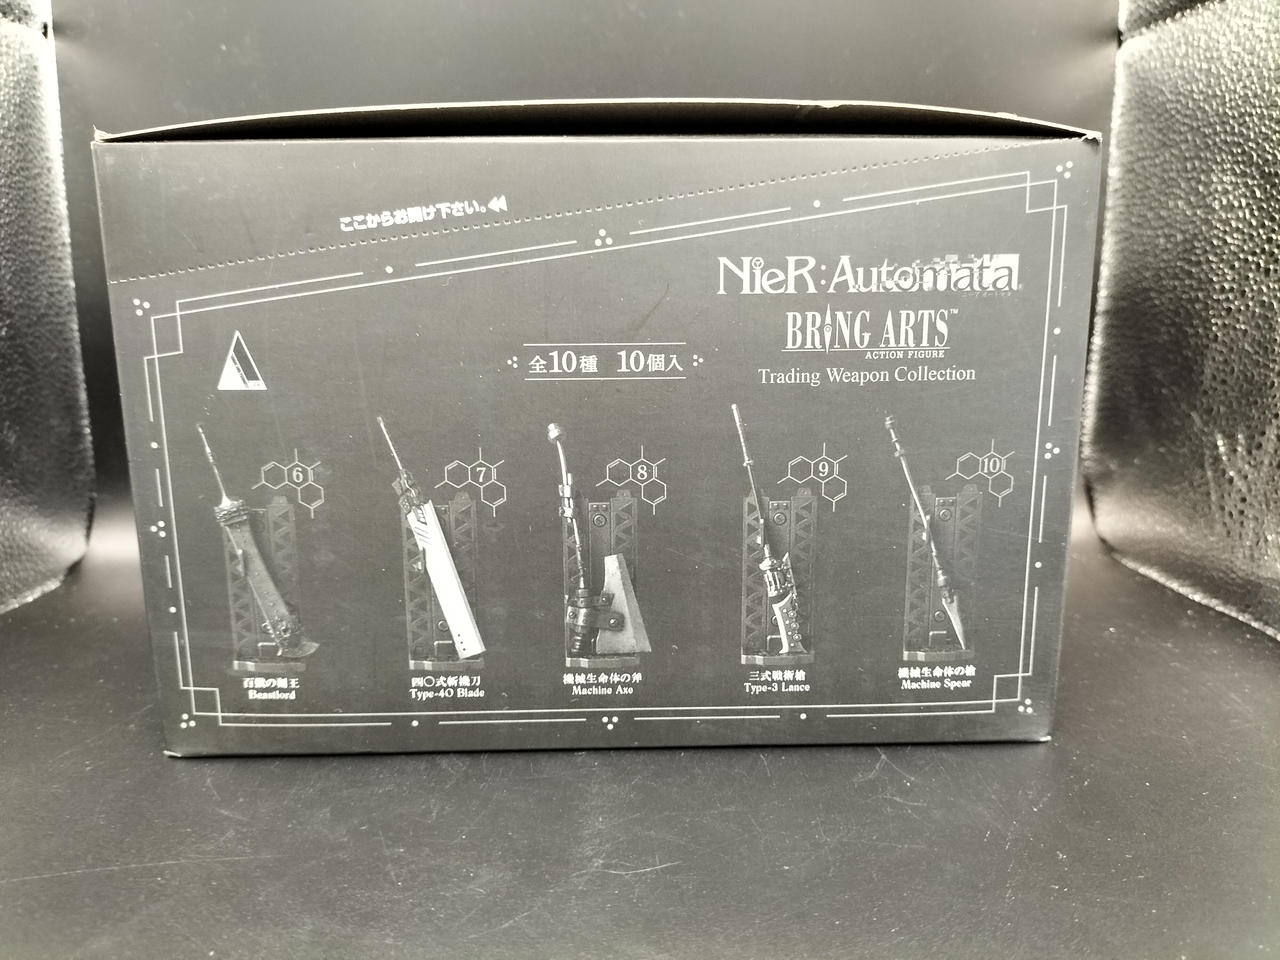 ここからお開け下さい。
NieR:Automata
BRING ARTS™
ACTION FIGURE
Trading Weapon Collection
全10種 10個入
6
7
8
9
10
百獣の剣王
Beastlord
四〇式斬機刀
Type-4O Blade
機械生命体の斧
Machine Axe
三式戦術槍
Type-3 Lance
機械生命体の槍
Machine Spear